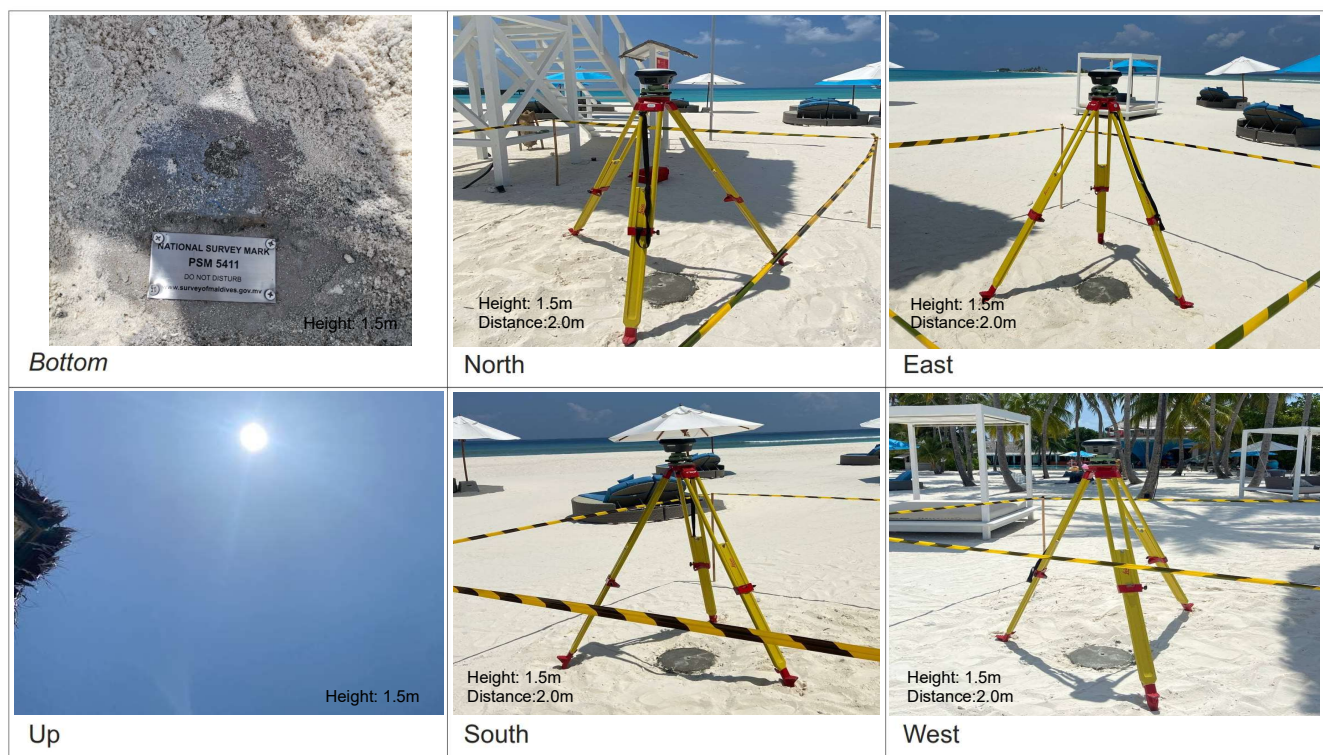 NATIONAL SURVEY MARK
PSM 5411
DO NOT DISTURB
www.surveyofmaldives.gov.mv
Height: 1.5m
Bottom
Height: 1.5m
Distance:2.0m
North
Height: 1.5m
Distance:2.0m
East
Height: 1.5m
Up
Height: 1.5m
Distance:2.0m
South
Height: 1.5m
Distance:2.0m
West